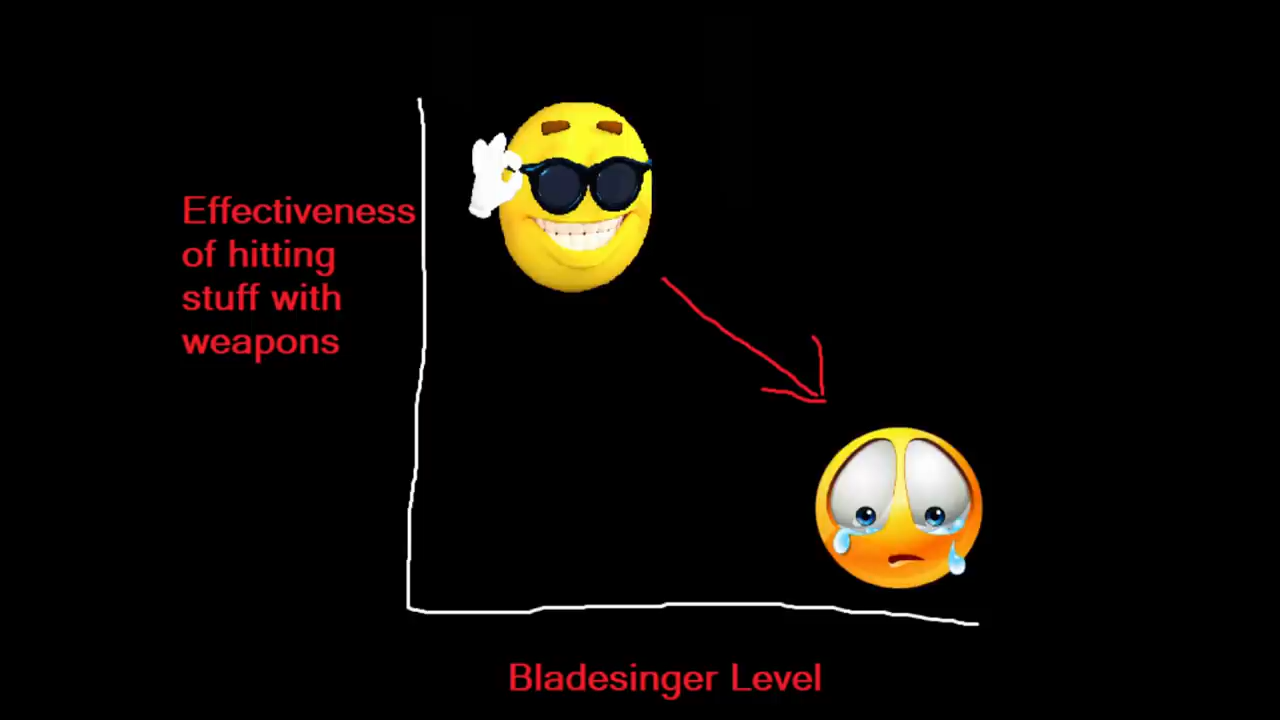 Effectiveness
of hitting
stuff with
weapons
Bladesinger Level